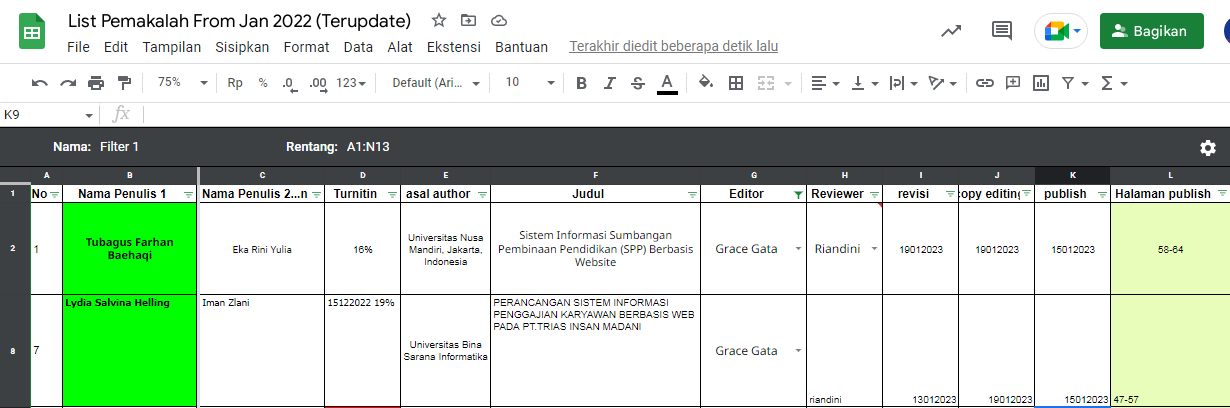 List Pemakalah From Jan 2022 (Terupdate)
File Edit Tampilan Sisipkan Format Data Alat Ekstensi Bantuan Terakhir diedit beberapa detik lalu
Bagikan
75% Rp % .0 .00 123 Default (Ari... 10 B I S A
K9 fx
Nama: Filter 1 Rentang: A1:N13
A B C D E F G H I J K L
1 No Nama Penulis 1 Nama Penulis 2...n Turnitin asal author Judul Editor Reviewer revisi copy editing publish Halaman publish
2 1
Tubagus Farhan
Baehaqi
Eka Rini Yulia
16%
Universitas Nusa
Mandiri, Jakarta,
Indonesia
Sistem Informasi Sumbangan
Pembinaan Pendidikan (SPP) Berbasis
Website
Grace Gata
Riandini
19012023
19012023
15012023
58-64
8 7
Lydia Salvina Helling
Iman Zlani
15122022 19%
Universitas Bina
Sarana Informatika
PERANCANGAN SISTEM INFORMASI
PENGGAJIAN KARYAWAN BERBASIS WEB
PADA PT.TRIAS INSAN MADANI
Grace Gata
riandini
13012023
19012023
15012023
47-57